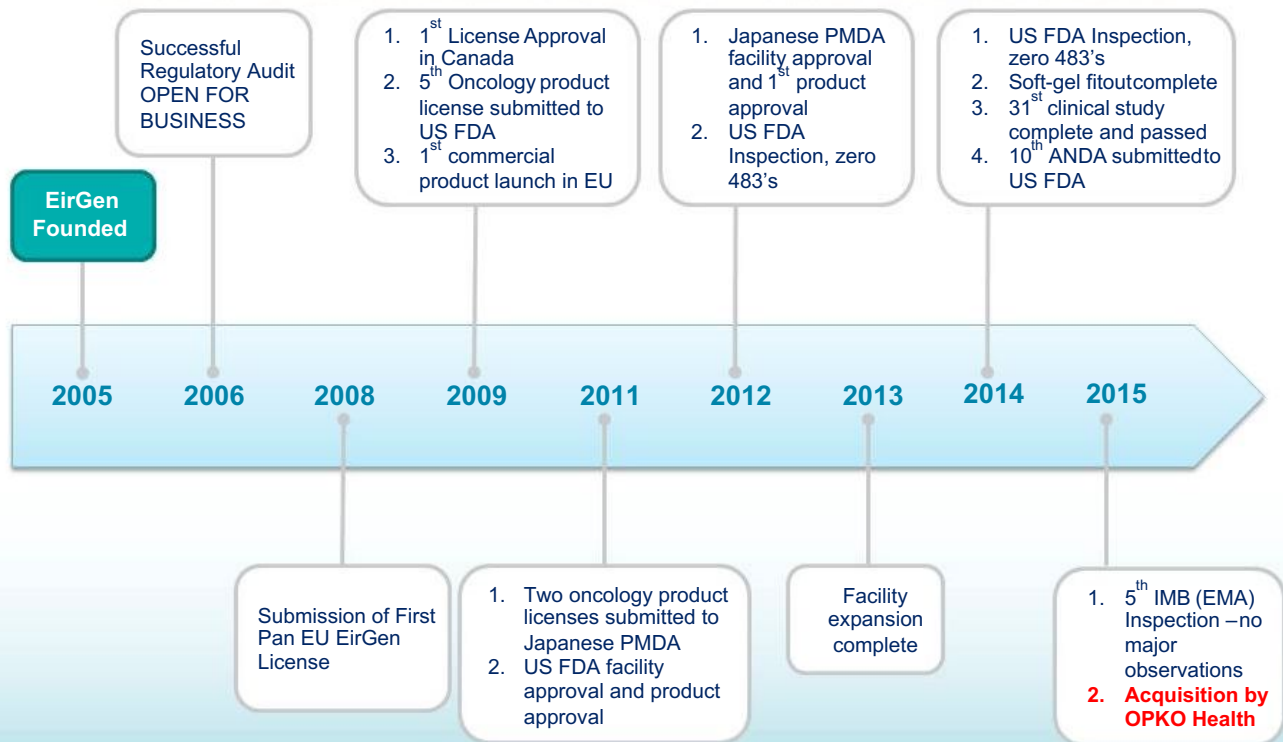 Successful
Regulatory Audit
OPEN FOR
BUSINESS
1. 1st License Approval
in Canada
2. 5th Oncology product
license submitted to
US FDA
3. 1st commercial
product launch in EU
1. Japanese PMDA
facility approval
and 1st product
approval
2. US FDA
Inspection, zero
483's
1. US FDA Inspection,
zero 483's
2. Soft-gel fitoutcomplete
3. 31st clinical study
complete and passed
4. 10th ANDA submittedto
US FDA
EirGen
Founded
2005 2006 2008 2009 2011 2012 2013 2014 2015
Submission of First
Pan EU EirGen
License
1. Two oncology product
licenses submitted to
Japanese PMDA
2. US FDA facility
approval and product
approval
Facility
expansion
complete
1. 5th IMB (EMA)
Inspection –no
major
observations
2. Acquisition by
OPKO Health